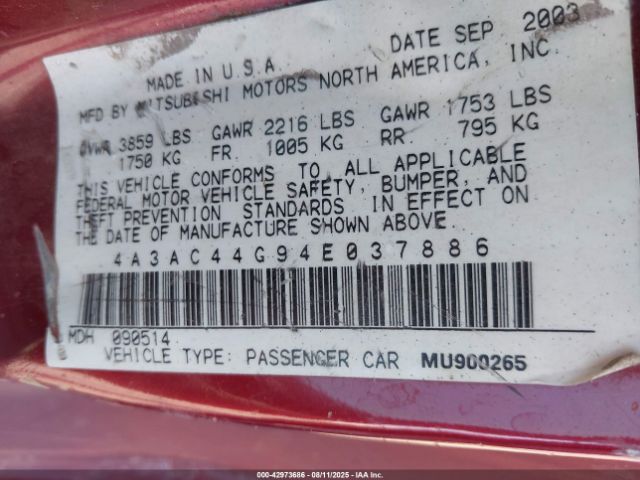 MADE IN U.S.A. DATE SEP 2003
MFD BY MITSUBISHI MOTORS NORTH AMERICA, INC.
GVWR 3859 LBS GAWR 2216 LBS GAWR 1753 LBS
1750 KG FR 1005 KG RR 795 KG
THIS VEHICLE CONFORMS TO ALL APPLICABLE
FEDERAL MOTOR VEHICLE SAFETY, BUMPER, AND
THEFT PREVENTION STANDARDS IN EFFECT ON
THE DATE OF MANUFACTURE SHOWN ABOVE.
4A3AC44G94E037886
MDH 090514
VEHICLE TYPE: PASSENGER CAR MU900265
000-42973686 - 08/11/2025 - IAA Inc.